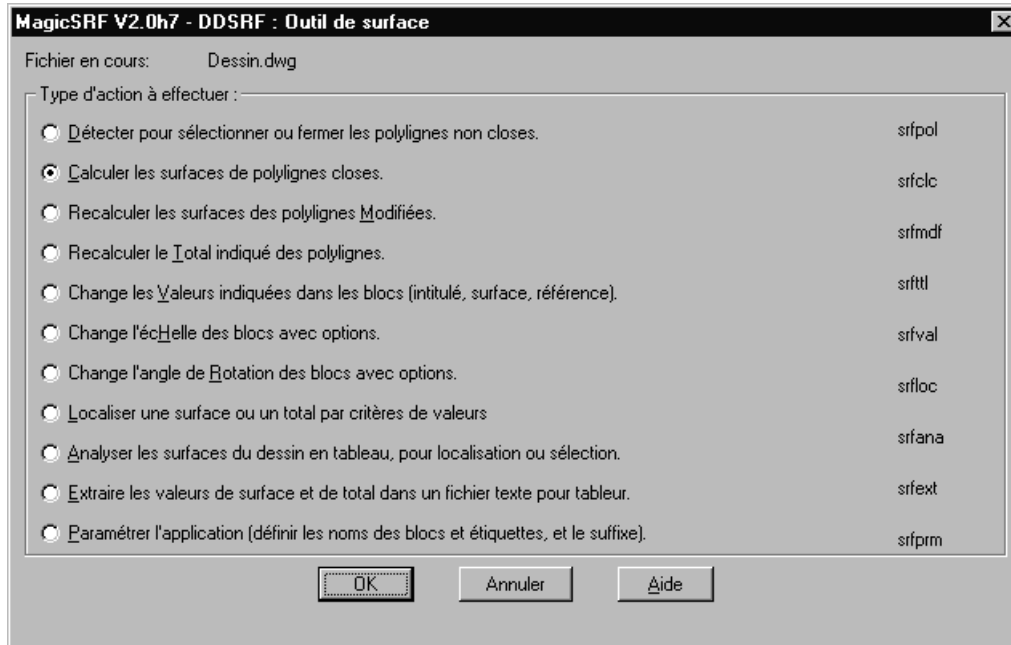 MagicSRF V2.0h7 - DDSRF : Outil de surface
Fichier en cours: Dessin.dwg
Type d'action à effectuer :
Détecter pour sélectionner ou fermer les polylignes non closes. srfpol
Calculer les surfaces de polylignes closes. srfclc
Recalculer les surfaces des polylignes Modifiées. srfmdf
Recalculer le Total indiqué des polylignes.
Change les Valeurs indiquées dans les blocs (intitulé, surface, référence). srfttl
Change l'écHelle des blocs avec options. srfval
Change l'angle de Rotation des blocs avec options. srfloc
Localiser une surface ou un total par critères de valeurs
Analyser les surfaces du dessin en tableau, pour localisation ou sélection. srfana
Extraire les valeurs de surface et de total dans un fichier texte pour tableur. srfext
Paramétrer l'application (définir les noms des blocs et étiquettes, et le suffixe). srfprm
OK Annuler Aide